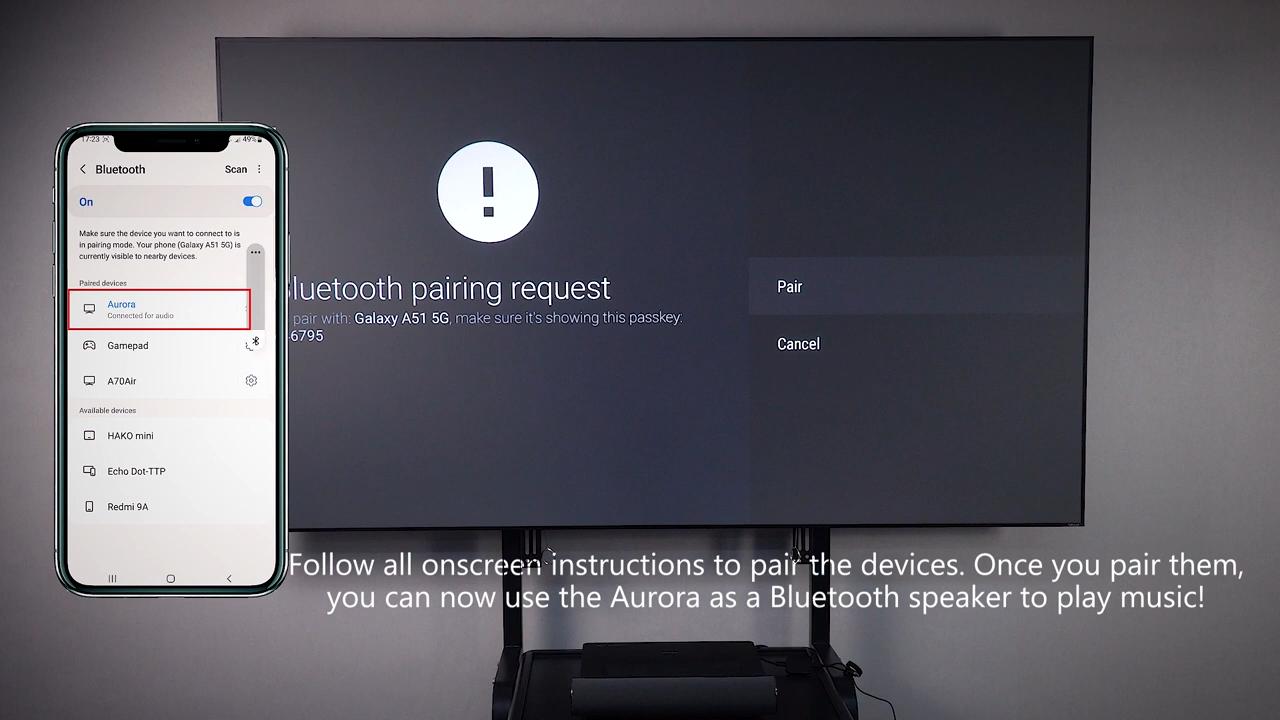 17:23
49%
Bluetooth
Scan
On
Make sure the device you want to connect to is
in pairing mode. Your phone (Galaxy A51 5G) is
currently visible to nearby devices.
Paired devices
Aurora
Connected for audio
Gamepad
A70Air
Available devices
HAKO mini
Echo Dot-TTP
Redmi 9A
luetooth pairing request
pair with: Galaxy A51 5G, make sure it's showing this passkey:
6795
Pair
Cancel
Follow all onscreen instructions to pair the devices. Once you pair them,
you can now use the Aurora as a Bluetooth speaker to play music!